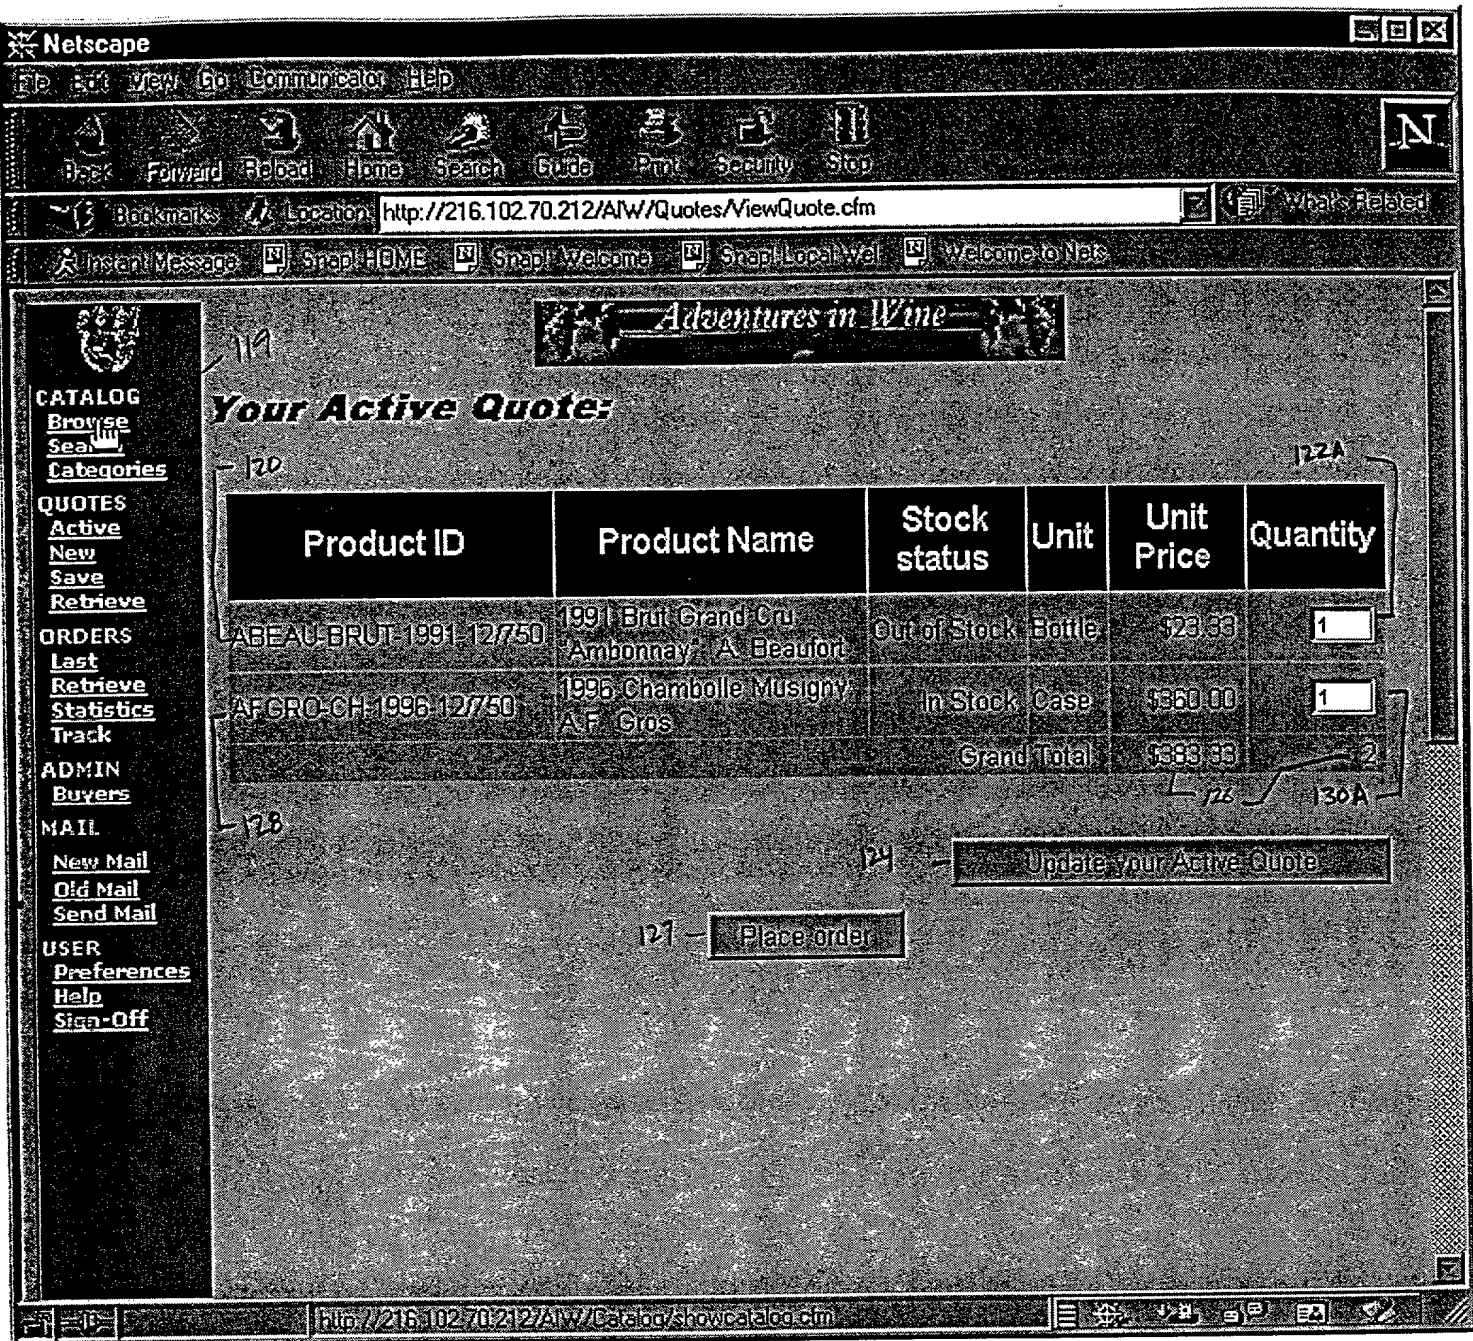 Netscape
File Edit View Go Communicator Help
N
Back Forward Reload Home Search Guide Print Security Stop
Bookmarks Location: http://216.102.70.212/AIW/Quotes/ViewQuote.cfm What's Related
Instant Message Snap! HOME Snap! Welcome Snap! Local Wel Welcome to Nets
Adventures in Wine
119
CATALOG
Browse
Categories
Your Active Quote:
120
122A
QUOTES
Active
New
Save
Retrieve
ORDERS
Last
Retrieve
Statistics
Track
ADMIN
Buyers
MAIL
New Mail
Old Mail
Send Mail
USER
Preferences
Help
Sign-Off
Product ID Product Name Stock status Unit Unit Price Quantity
ABEAU-BRUT-1991-12/750 1991 Brut Grand Cru Out of Stock Bottle $23.33 1
Ambonnay A. Beaufort
AFGRO-CH-1996-12/750 1996 Chambolle Musigny In Stock Case $360.00 1
A.F. Gros
Grand Total $383.33 2
128
126
130A
124
Update your Active Quote
127
Place order
http://216.102.70.212/AIW/Catalog/showcatalog.cfm